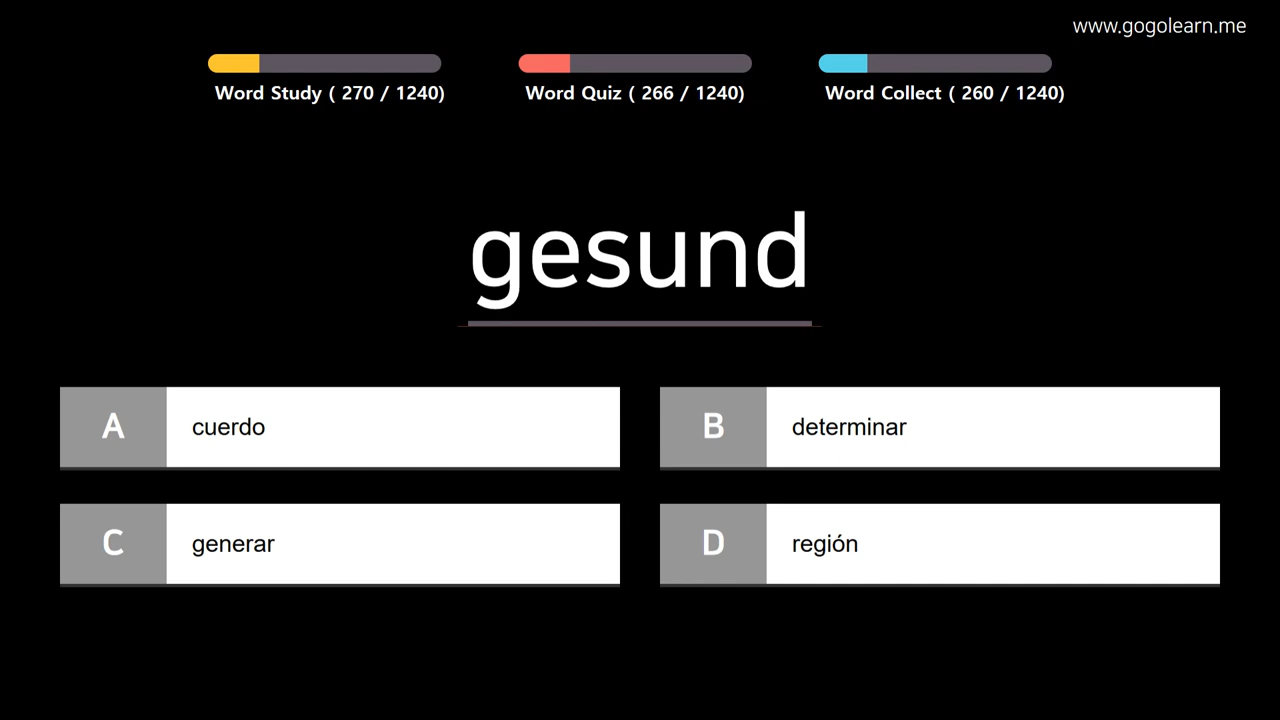 www.gogolearn.me
Word Study ( 270 / 1240)
Word Quiz ( 266 / 1240)
Word Collect ( 260 / 1240)
gesund
A cuerdo
B determinar
C generar
D región